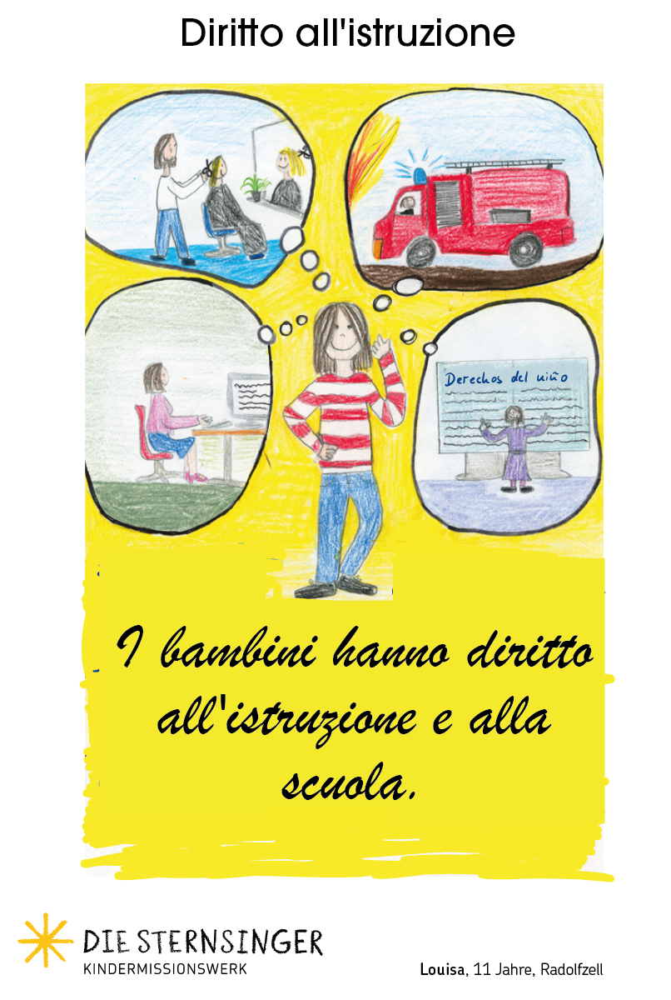 Diritto all'istruzione
Derechos del niño
I bambini hanno diritto
all'istruzione e alla
scuola.
DIE STERNSINGER
KINDERMISSIONSWERK
Louisa, 11 Jahre, Radolfzell